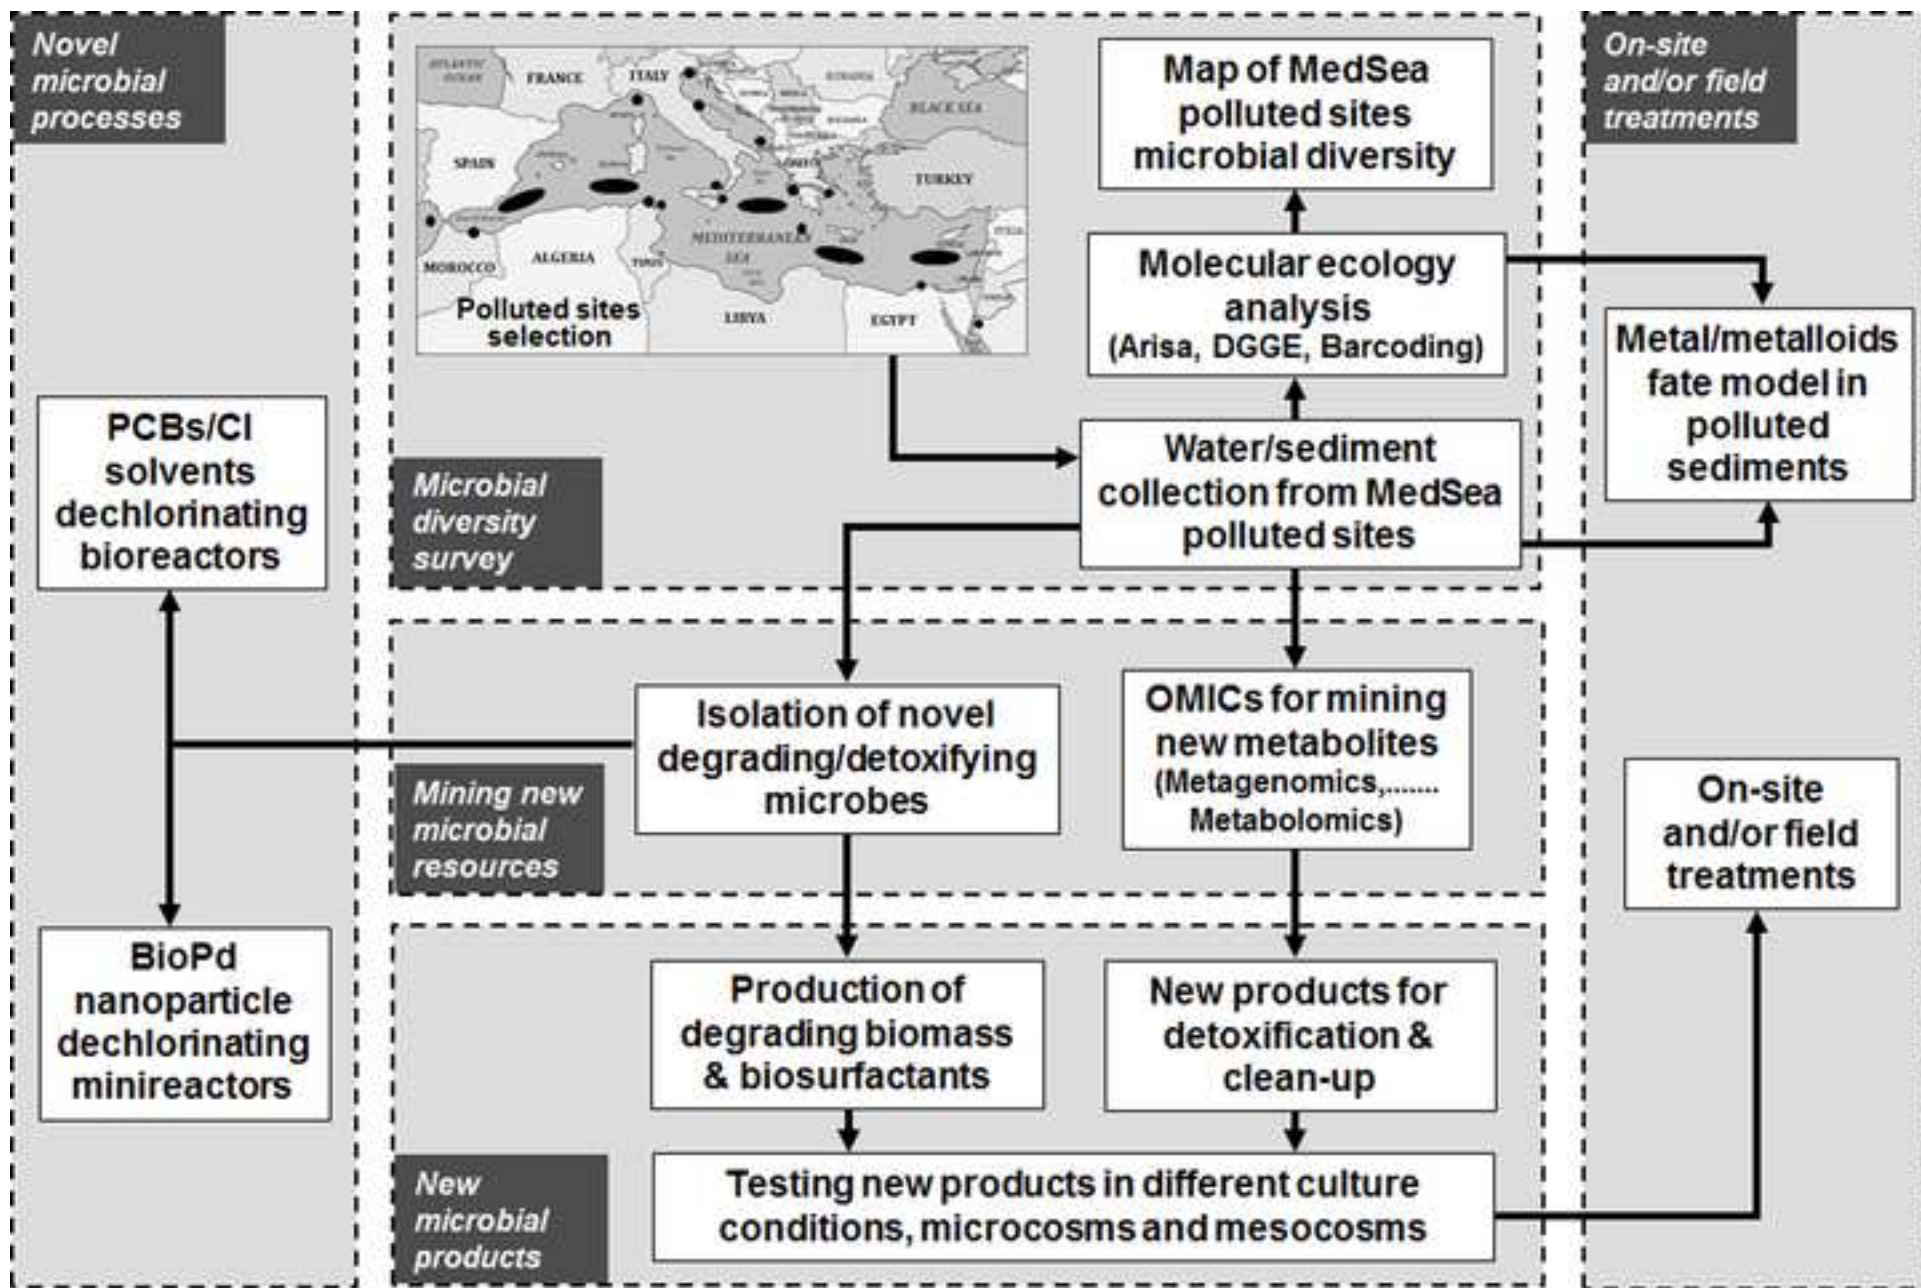 Novel
microbial
processes
ATLANTIC
OCEAN
FRANCE
ITALY
BLACK SEA
SPAIN
TURKEY
MEDITERRANEAN
SEA
MOROCCO
ALGERIA
LIBYA
EGYPT
Polluted sites
selection
Map of MedSea
polluted sites
microbial diversity
On-site
and/or field
treatments
Molecular ecology
analysis
(Arisa, DGGE, Barcoding)
Metal/metalloids
fate model in
polluted
sediments
PCBs/Cl
solvents
dechlorinating
bioreactors
Microbial
diversity
survey
Water/sediment
collection from MedSea
polluted sites
Isolation of novel
degrading/detoxifying
microbes
OMICs for mining
new metabolites
(Metagenomics,.......
Metabolomics)
Mining new
microbial
resources
On-site
and/or field
treatments
BioPd
nanoparticle
dechlorinating
minireactors
Production of
degrading biomass
& biosurfactants
New products for
detoxification &
clean-up
New
microbial
products
Testing new products in different culture
conditions, microcosms and mesocosms